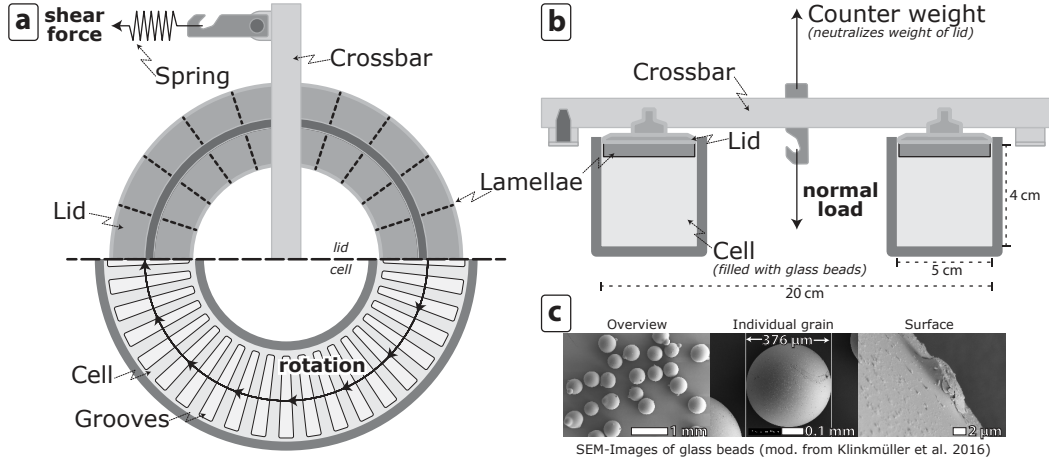 a
shear
force
Spring
Crossbar
Lamellae
Lid
lid
cell
rotation
Cell
Grooves
b
Counter weight
(neutralizes weight of lid)
Crossbar
Lid
normal
load
4 cm
Cell
(filled with glass beads)
5 cm
20 cm
c
Overview
Individual grain
Surface
376 µm
1 mm
0.1 mm
2 µm
SEM-Images of glass beads (mod. from Klinkmüller et al. 2016)